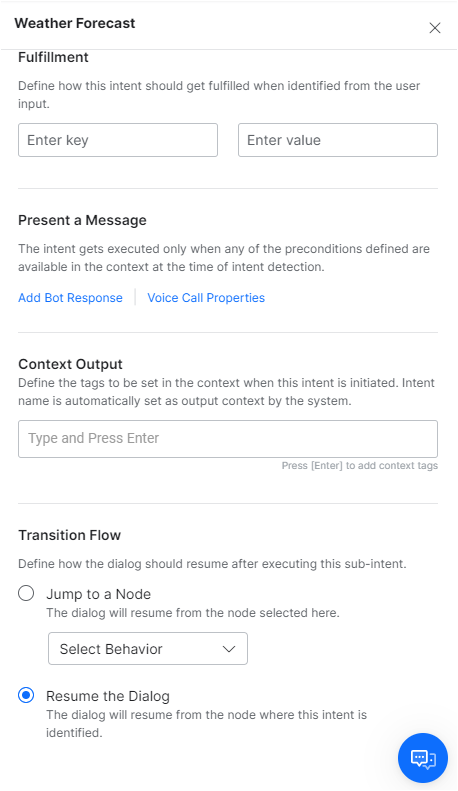 Weather Forecast
Fulfillment
Define how this intent should get fulfilled when identified from the user
input.
Enter key
Enter value
Present a Message
The intent gets executed only when any of the preconditions defined are
available in the context at the time of intent detection.
Add Bot Response
Voice Call Properties
Context Output
Define the tags to be set in the context when this intent is initiated. Intent
name is automatically set as output context by the system.
Type and Press Enter
Press [Enter] to add context tags
Transition Flow
Define how the dialog should resume after executing this sub-intent.
Jump to a Node
The dialog will resume from the node selected here.
Select Behavior
Resume the Dialog
The dialog will resume from the node where this intent is
identified.